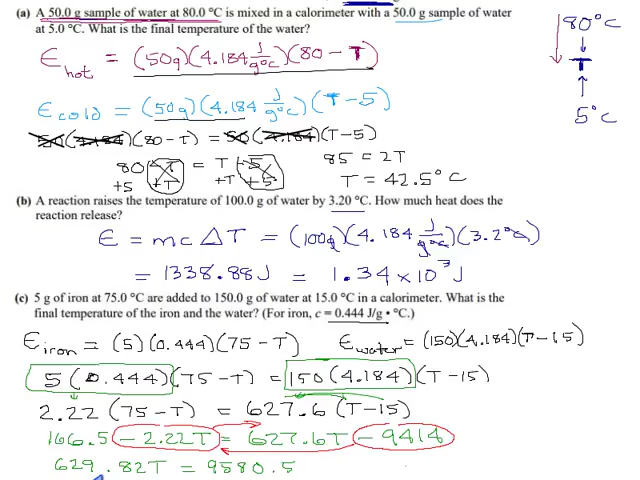 (a) A 50.0 g sample of water at 80.0 °C is mixed in a calorimeter with a 50.0 g sample of water
at 5.0 °C. What is the final temperature of the water?
80°C
T
5°C
E hot = (50g)(4.184 J/g°C)(80 - T)
E cold = (50g)(4.184 J/g°C)(T - 5)
50(4.184)(80 - T) = 50(4.184)(T - 5)
80 - T = T - 5
+5 +T +T +5
85 = 2T
T = 42.5°C
(b) A reaction raises the temperature of 100.0 g of water by 3.20 °C. How much heat does the
reaction release?
E = mcΔT = (100g)(4.184 J/g°C)(3.2°C)
= 1338.88J = 1.34 × 10³ J
(c) 5 g of iron at 75.0 °C are added to 150.0 g of water at 15.0 °C in a calorimeter. What is the
final temperature of the iron and the water? (For iron, c = 0.444 J/g • °C.)
E iron = (5)(0.444)(75 - T) E water = (150)(4.184)(T - 15)
5(0.444)(75 - T) = 150(4.184)(T - 15)
2.22(75 - T) = 627.6(T - 15)
166.5 - 2.22T = 627.6T - 9414
629.82T = 9580.5